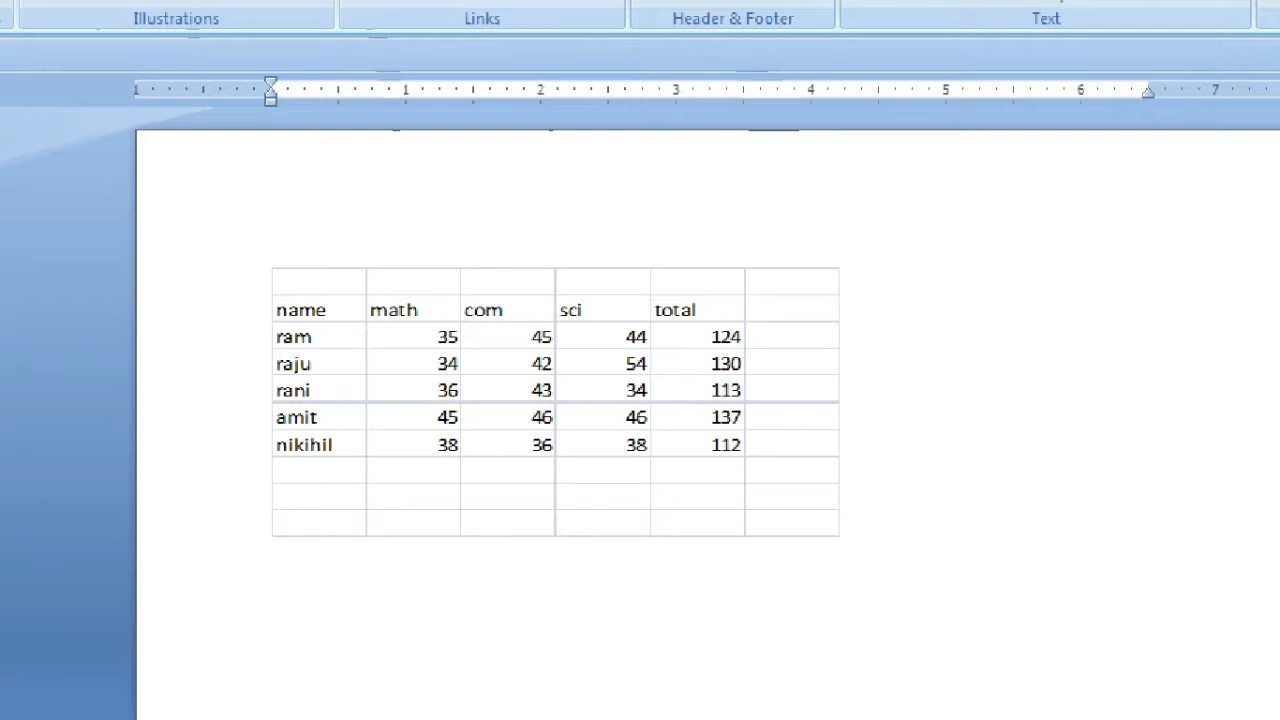 Illustrations Links Header & Footer Text
1 1 2 3 4 5 6 7
name math com sci total
ram 35 45 44 124
raju 34 42 54 130
rani 36 43 34 113
amit 45 46 46 137
nikihil 38 36 38 112